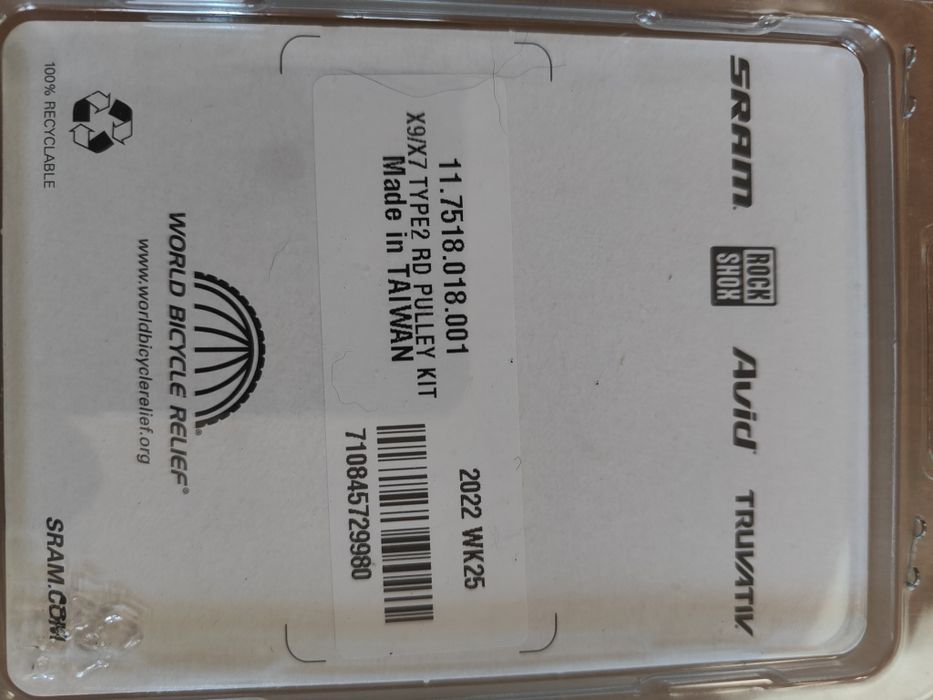 SRAM®
ROCK
SHOX
Avid®
TRUVATIV®
11.7518.018.001
2022 WK25
X9/X7 TYPE2 RD PULLEY KIT
Made in TAIWAN
710845729980
WORLD BICYCLE RELIEF®
www.worldbicyclerelief.org
100% RECYCLABLE
SRAM.COM